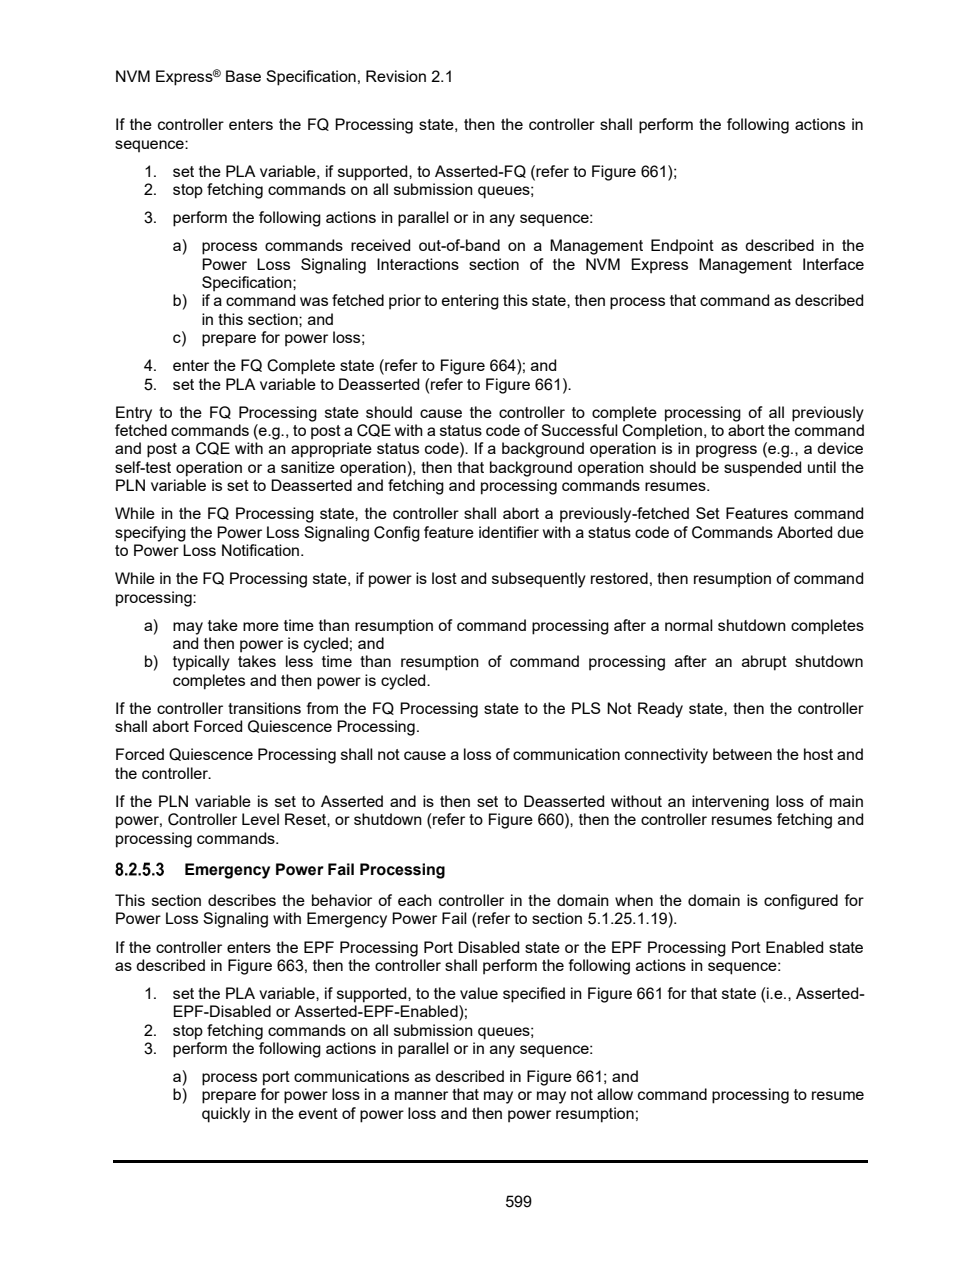 NVM Express® Base Specification, Revision 2.1
If the controller enters the FQ Processing state, then the controller shall perform the following actions in
sequence:
1. set the PLA variable, if supported, to Asserted-FQ (refer to Figure 661);
2. stop fetching commands on all submission queues;
3. perform the following actions in parallel or in any sequence:
a) process commands received out-of-band on a Management Endpoint as described in the
Power Loss Signaling Interactions section of the NVM Express Management Interface
Specification;
b) if a command was fetched prior to entering this state, then process that command as described
in this section; and
c) prepare for power loss;
4. enter the FQ Complete state (refer to Figure 664); and
5. set the PLA variable to Deasserted (refer to Figure 661).
Entry to the FQ Processing state should cause the controller to complete processing of all previously
fetched commands (e.g., to post a CQE with a status code of Successful Completion, to abort the command
and post a CQE with an appropriate status code). If a background operation is in progress (e.g., a device
self-test operation or a sanitize operation), then that background operation should be suspended until the
PLN variable is set to Deasserted and fetching and processing commands resumes.
While in the FQ Processing state, the controller shall abort a previously-fetched Set Features command
specifying the Power Loss Signaling Config feature identifier with a status code of Commands Aborted due
to Power Loss Notification.
While in the FQ Processing state, if power is lost and subsequently restored, then resumption of command
processing:
a) may take more time than resumption of command processing after a normal shutdown completes
and then power is cycled; and
b) typically takes less time than resumption of command processing after an abrupt shutdown
completes and then power is cycled.
If the controller transitions from the FQ Processing state to the PLS Not Ready state, then the controller
shall abort Forced Quiescence Processing.
Forced Quiescence Processing shall not cause a loss of communication connectivity between the host and
the controller.
If the PLN variable is set to Asserted and is then set to Deasserted without an intervening loss of main
power, Controller Level Reset, or shutdown (refer to Figure 660), then the controller resumes fetching and
processing commands.
8.2.5.3 Emergency Power Fail Processing
This section describes the behavior of each controller in the domain when the domain is configured for
Power Loss Signaling with Emergency Power Fail (refer to section 5.1.25.1.19).
If the controller enters the EPF Processing Port Disabled state or the EPF Processing Port Enabled state
as described in Figure 663, then the controller shall perform the following actions in sequence:
1. set the PLA variable, if supported, to the value specified in Figure 661 for that state (i.e., Asserted-
EPF-Disabled or Asserted-EPF-Enabled);
2. stop fetching commands on all submission queues;
3. perform the following actions in parallel or in any sequence:
a) process port communications as described in Figure 661; and
b) prepare for power loss in a manner that may or may not allow command processing to resume
quickly in the event of power loss and then power resumption;
599